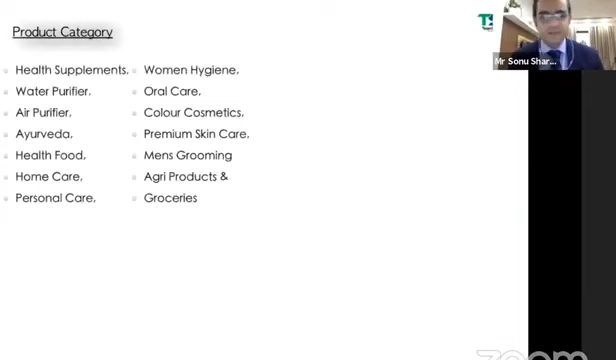 Product Category
Health Supplements,
Water Purifier,
Air Purifier,
Ayurveda,
Health Food,
Home Care,
Personal Care,
Women Hygiene,
Oral Care,
Colour Cosmetics,
Premium Skin Care,
Mens Grooming
Agri Products &
Groceries
Mr Sonu Shar...
zoom